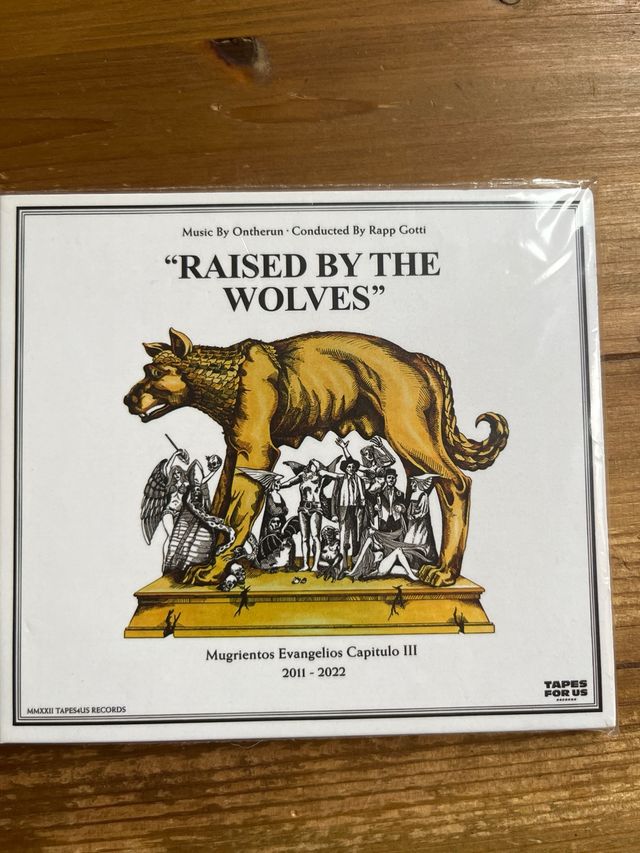 Music By Ontherun · Conducted By Rapp Gotti
“RAISED BY THE
WOLVES”
Mugrientos Evangelios Capitulo III
2011 - 2022
MMXXII TAPES4US RECORDS
TAPES
FOR US